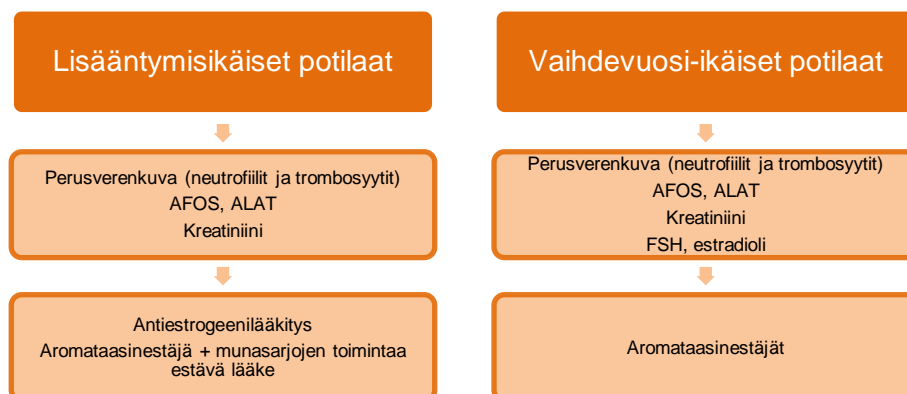 Lisääntymisikäiset potilaat
Perusverenkuva (neutrofiilit ja trombosyytit)
AFOS, ALAT
Kreatiniini
Antiestrogeenilääkitys
Aromataasinestäjä + munasarjojen toimintaa
estävä lääke
Vaihdevuosi-ikäiset potilaat
Perusverenkuva (neutrofiilit ja trombosyytit)
AFOS, ALAT
Kreatiniini
FSH, estradioli
Aromataasinestäjät